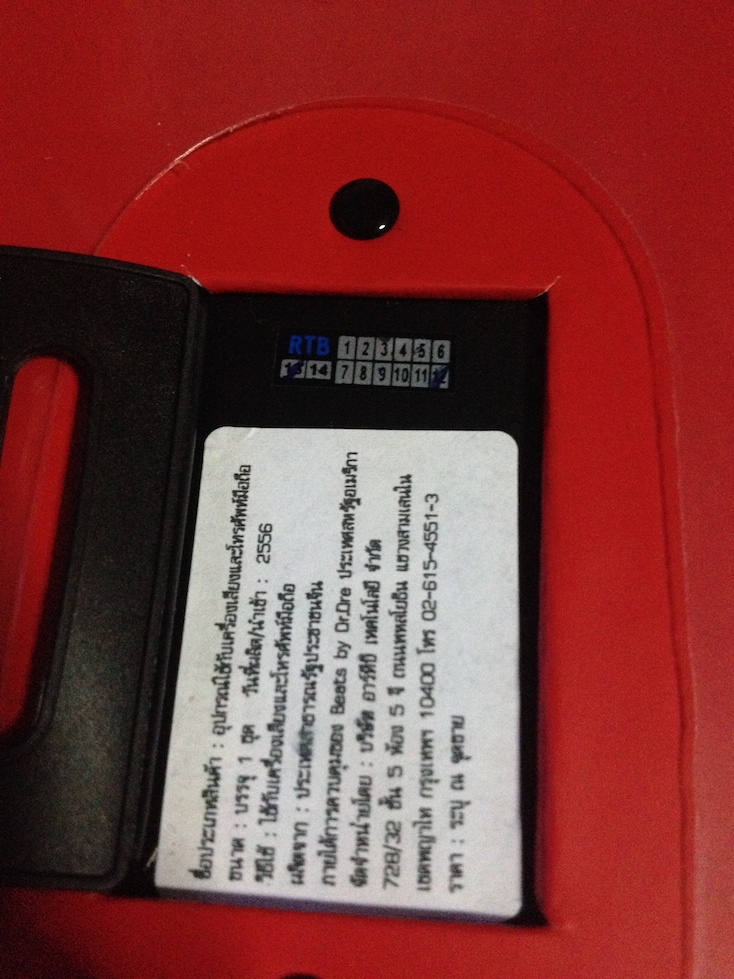 RTB 1 2 3 4 5 6
13 14 7 8 9 10 11 12
ชื่อประเภทสินค้า : อุปกรณ์ใช้กับเครื่องเสียงและโทรศัพท์มือถือ
ขนาด : บรรจุ 1 ชุด วันที่ผลิต/นำเข้า : 2556
วิธีใช้ : ใช้กับเครื่องเสียงและโทรศัพท์มือถือ
ผลิตจาก : ประเทศสาธารณรัฐประชาชนจีน
ภายใต้การควบคุมของ Beats by Dr.Dre ประเทศสหรัฐอเมริกา
จัดจำหน่ายโดย : บริษัท อาร์ทีบี เทคโนโลยี จำกัด
728/32 ชั้น 5 ห้อง 5 จี ถนนพหลโยธิน แขวงสามเสนใน
เขตพญาไท กรุงเทพฯ 10400 โทร 02-615-4551-3
ราคา : ระบุ ณ จุดขาย